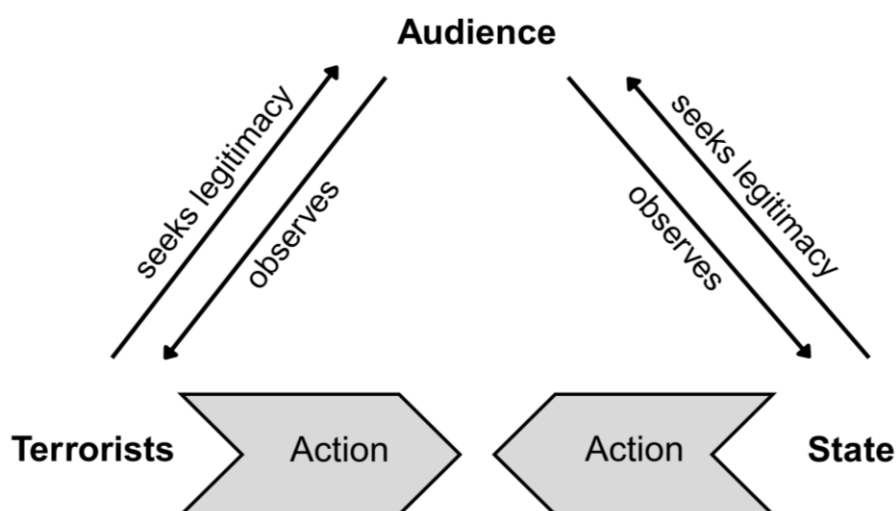 Audience
seeks legitimacy
observes
observes
seeks legitimacy
Terrorists
Action
Action
State